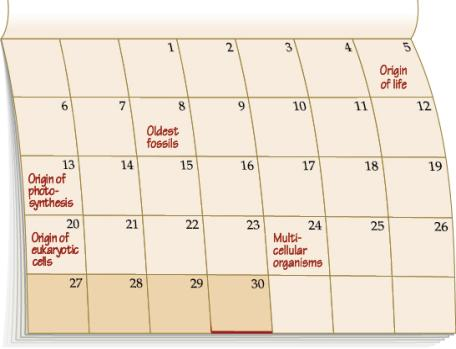 1 2 3 4 5
Origin
of life
6 7 8 9 10 11 12
Oldest
fossils
13 14 15 16 17 18 19
Origin of
photo-
synthesis
20 21 22 23 24 25 26
Origin of
eukaryotic
cells
Multi-
cellular
organisms
27 28 29 30